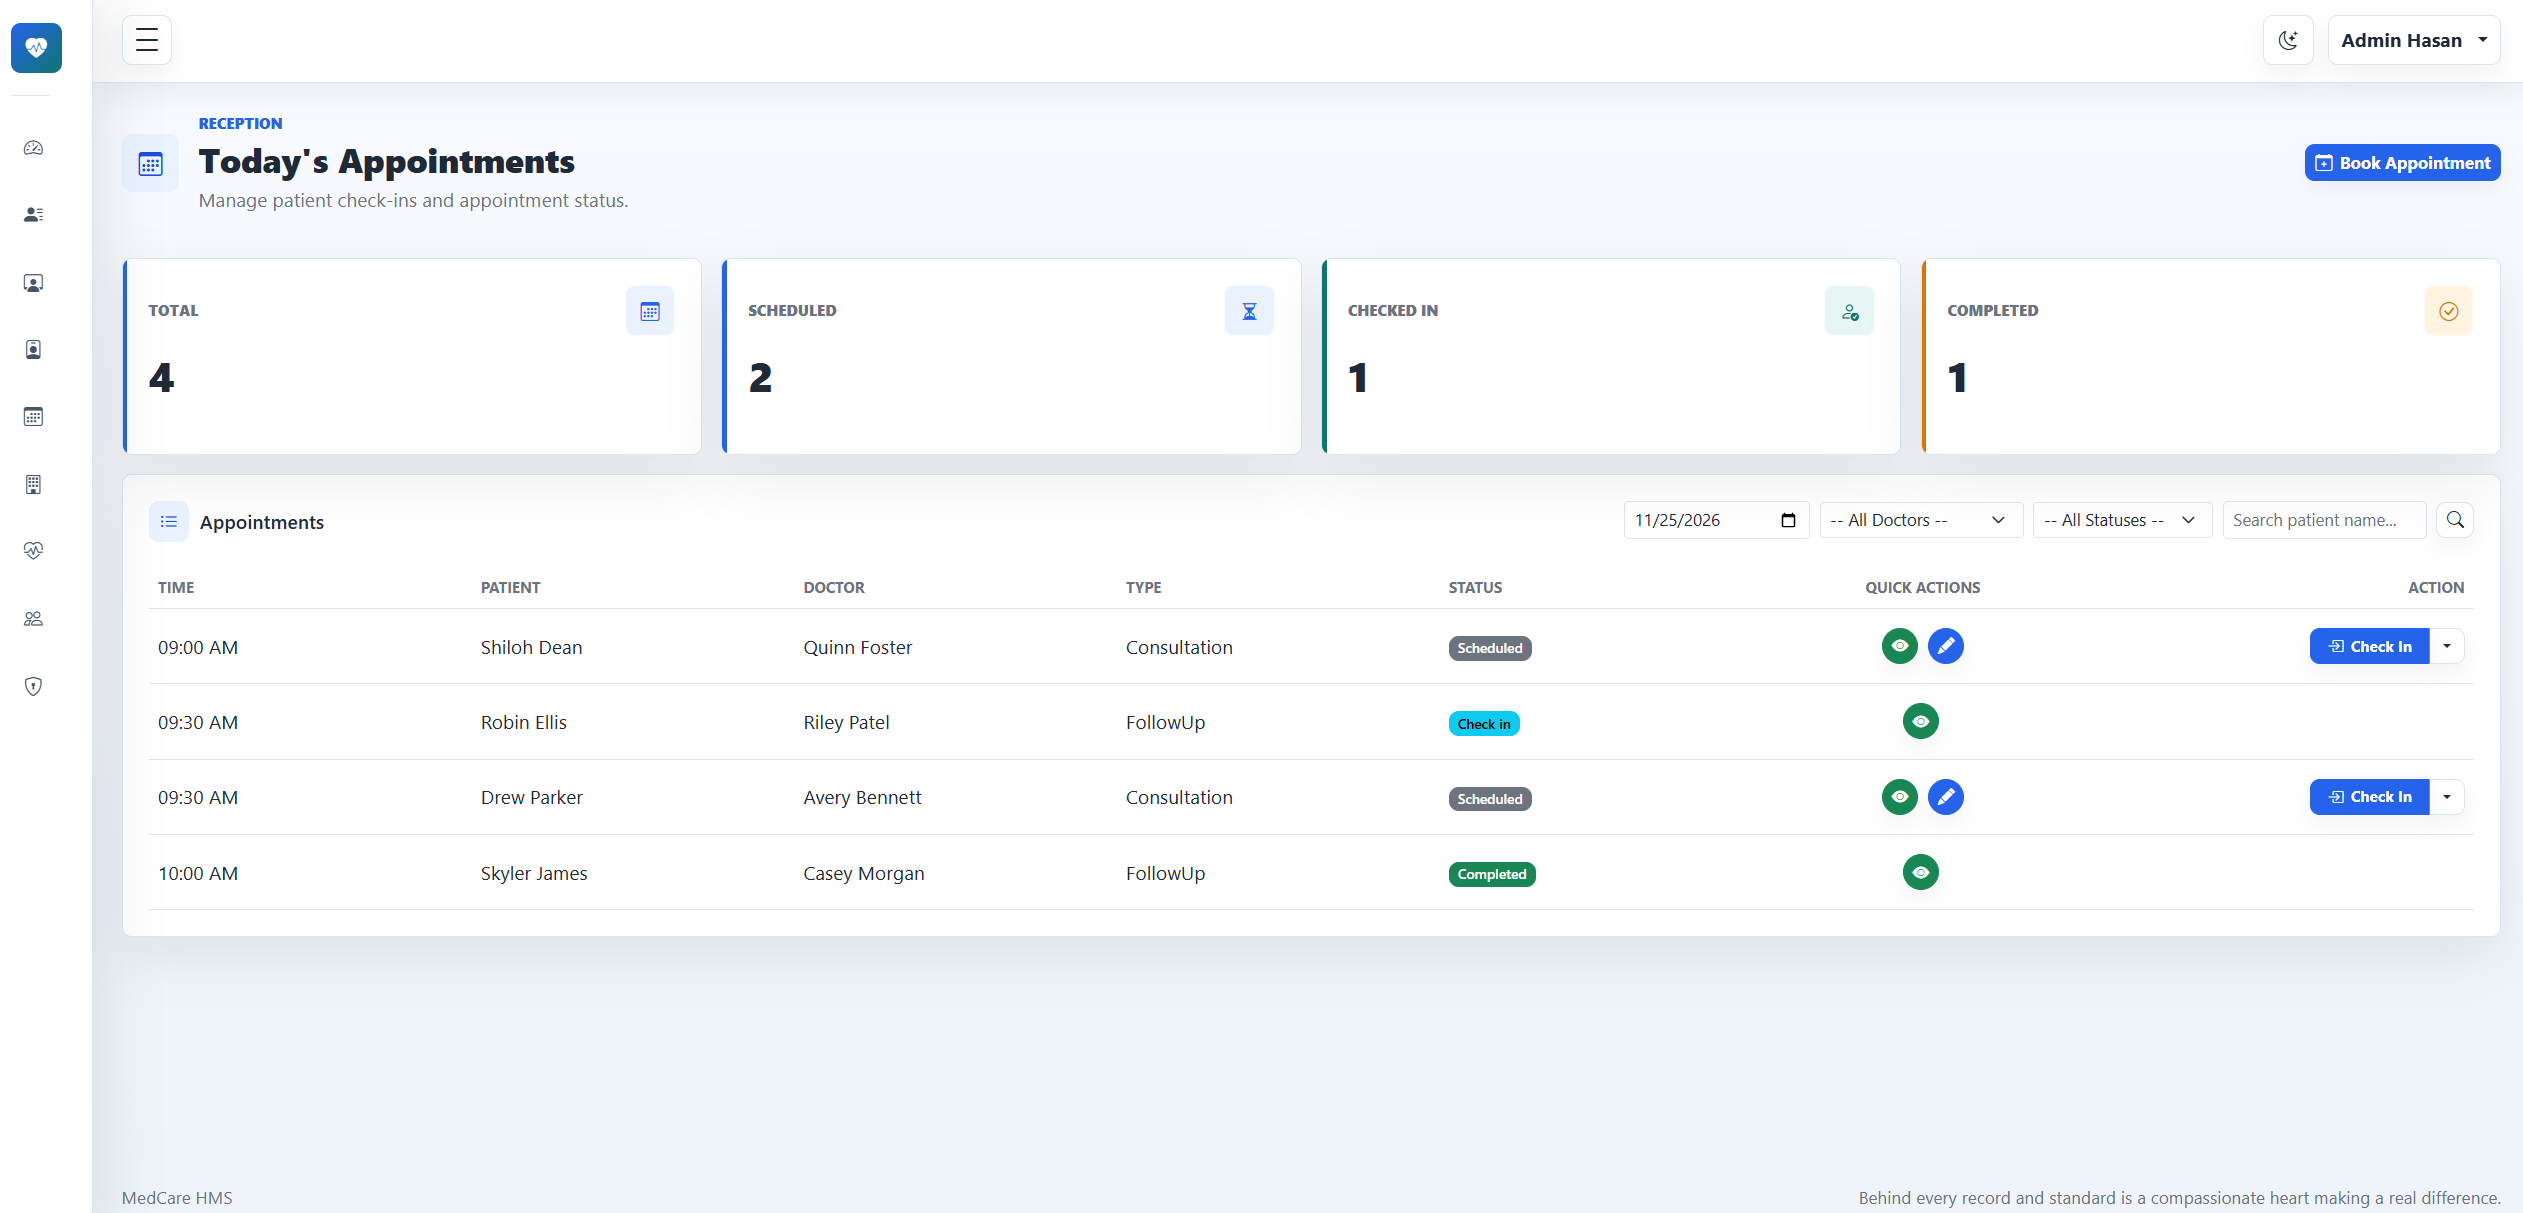 Admin Hasan
RECEPTION
Today's Appointments
Manage patient check-ins and appointment status.
Book Appointment
TOTAL
4
SCHEDULED
2
CHECKED IN
1
COMPLETED
1
Appointments
11/25/2026
-- All Doctors --
-- All Statuses --
Search patient name...
TIME PATIENT DOCTOR TYPE STATUS QUICK ACTIONS ACTION
09:00 AM Shiloh Dean Quinn Foster Consultation Scheduled Check In
09:30 AM Robin Ellis Riley Patel FollowUp Check in
09:30 AM Drew Parker Avery Bennett Consultation Scheduled Check In
10:00 AM Skyler James Casey Morgan FollowUp Completed
MedCare HMS
Behind every record and standard is a compassionate heart making a real difference.